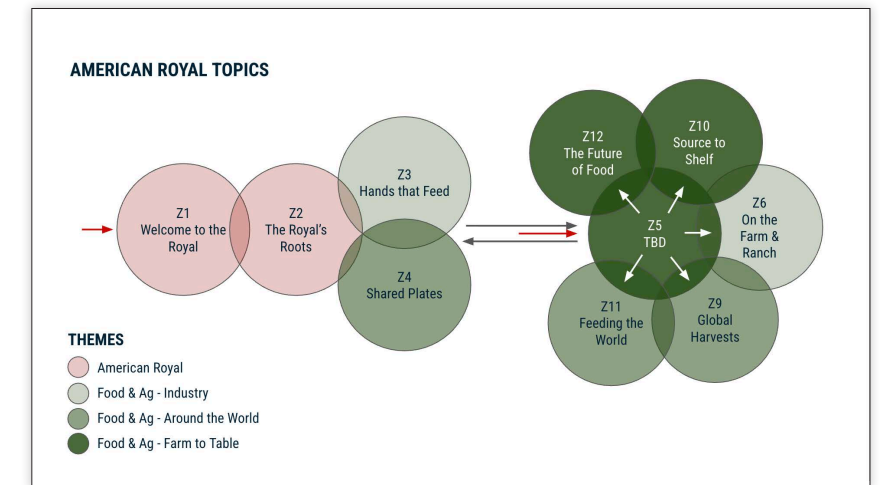 AMERICAN ROYAL TOPICS
Z1
Welcome to the
Royal
Z2
The Royal's
Roots
Z3
Hands that Feed
Z4
Shared Plates
Z12
The Future
of Food
Z10
Source to
Shelf
Z5
TBD
Z6
On the
Farm &
Ranch
Z11
Feeding the
World
Z9
Global
Harvests
THEMES
American Royal
Food & Ag - Industry
Food & Ag - Around the World
Food & Ag - Farm to Table